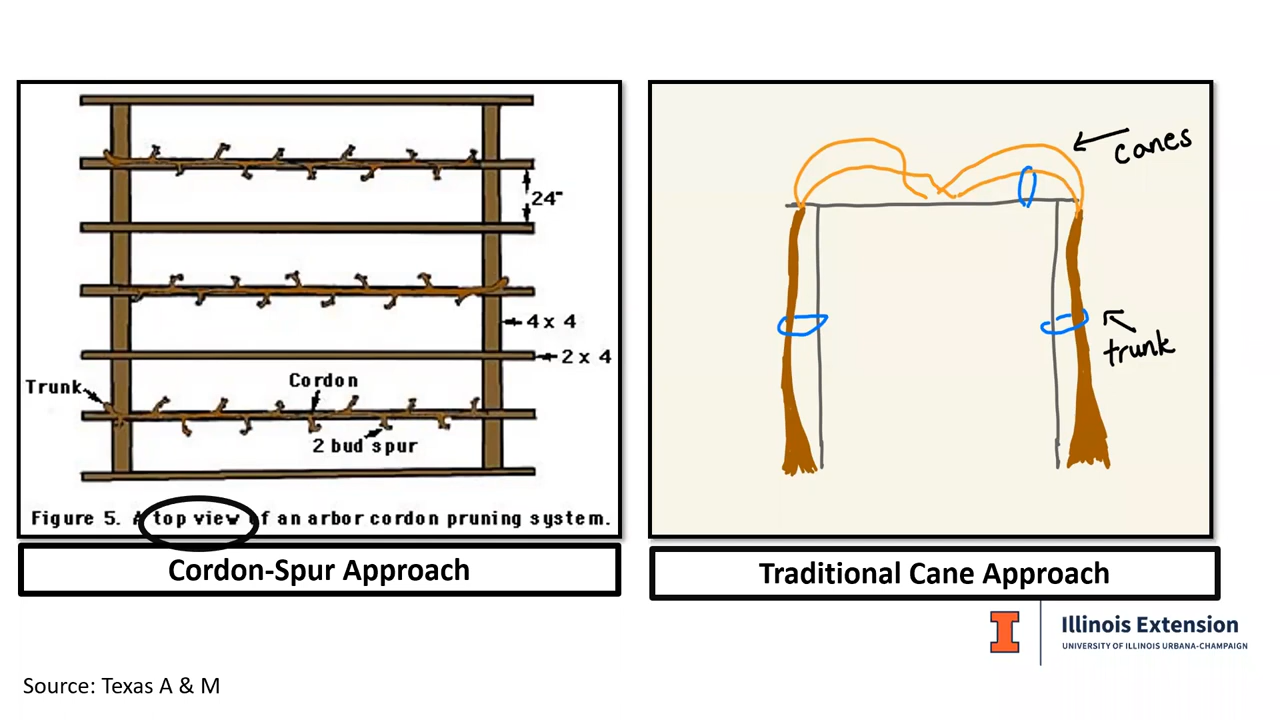 24"
4 x 4
2 x 4
Trunk
Cordon
2 bud spur
Figure 5. A top view of an arbor cordon pruning system.
Cordon-Spur Approach
canes
trunk
Traditional Cane Approach
I
Illinois Extension
UNIVERSITY OF ILLINOIS URBANA-CHAMPAIGN
Source: Texas A & M